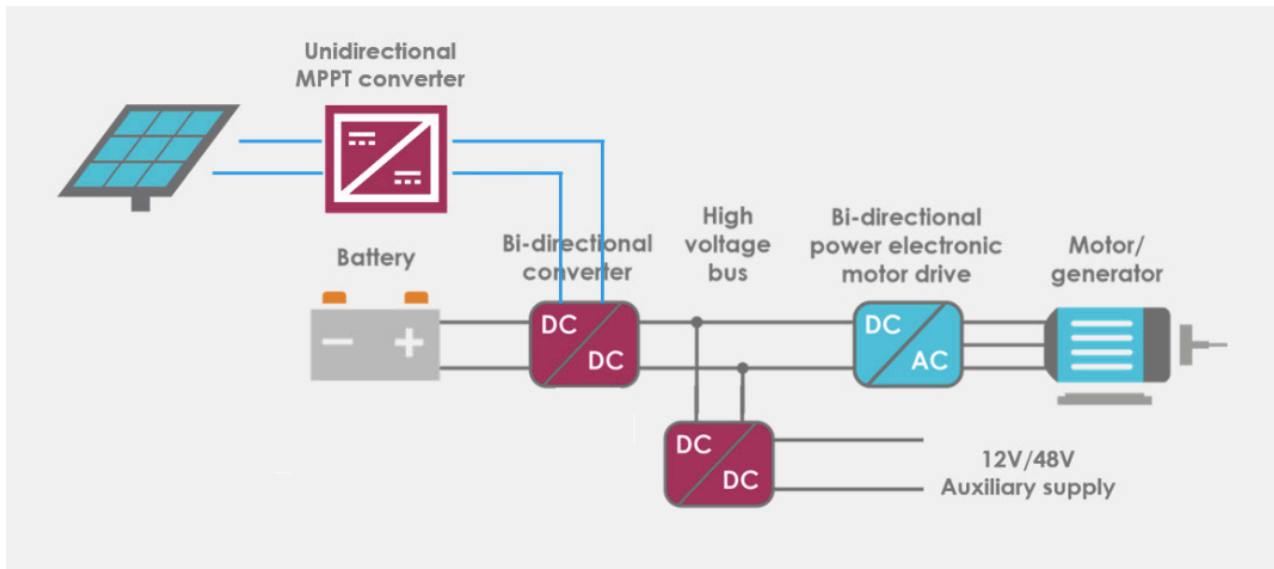 Unidirectional
MPPT converter
Battery
Bi-directional
converter
High
voltage
bus
Bi-directional
power electronic
motor drive
Motor/
generator
DC
DC
DC
AC
DC
DC
12V/48V
Auxiliary supply